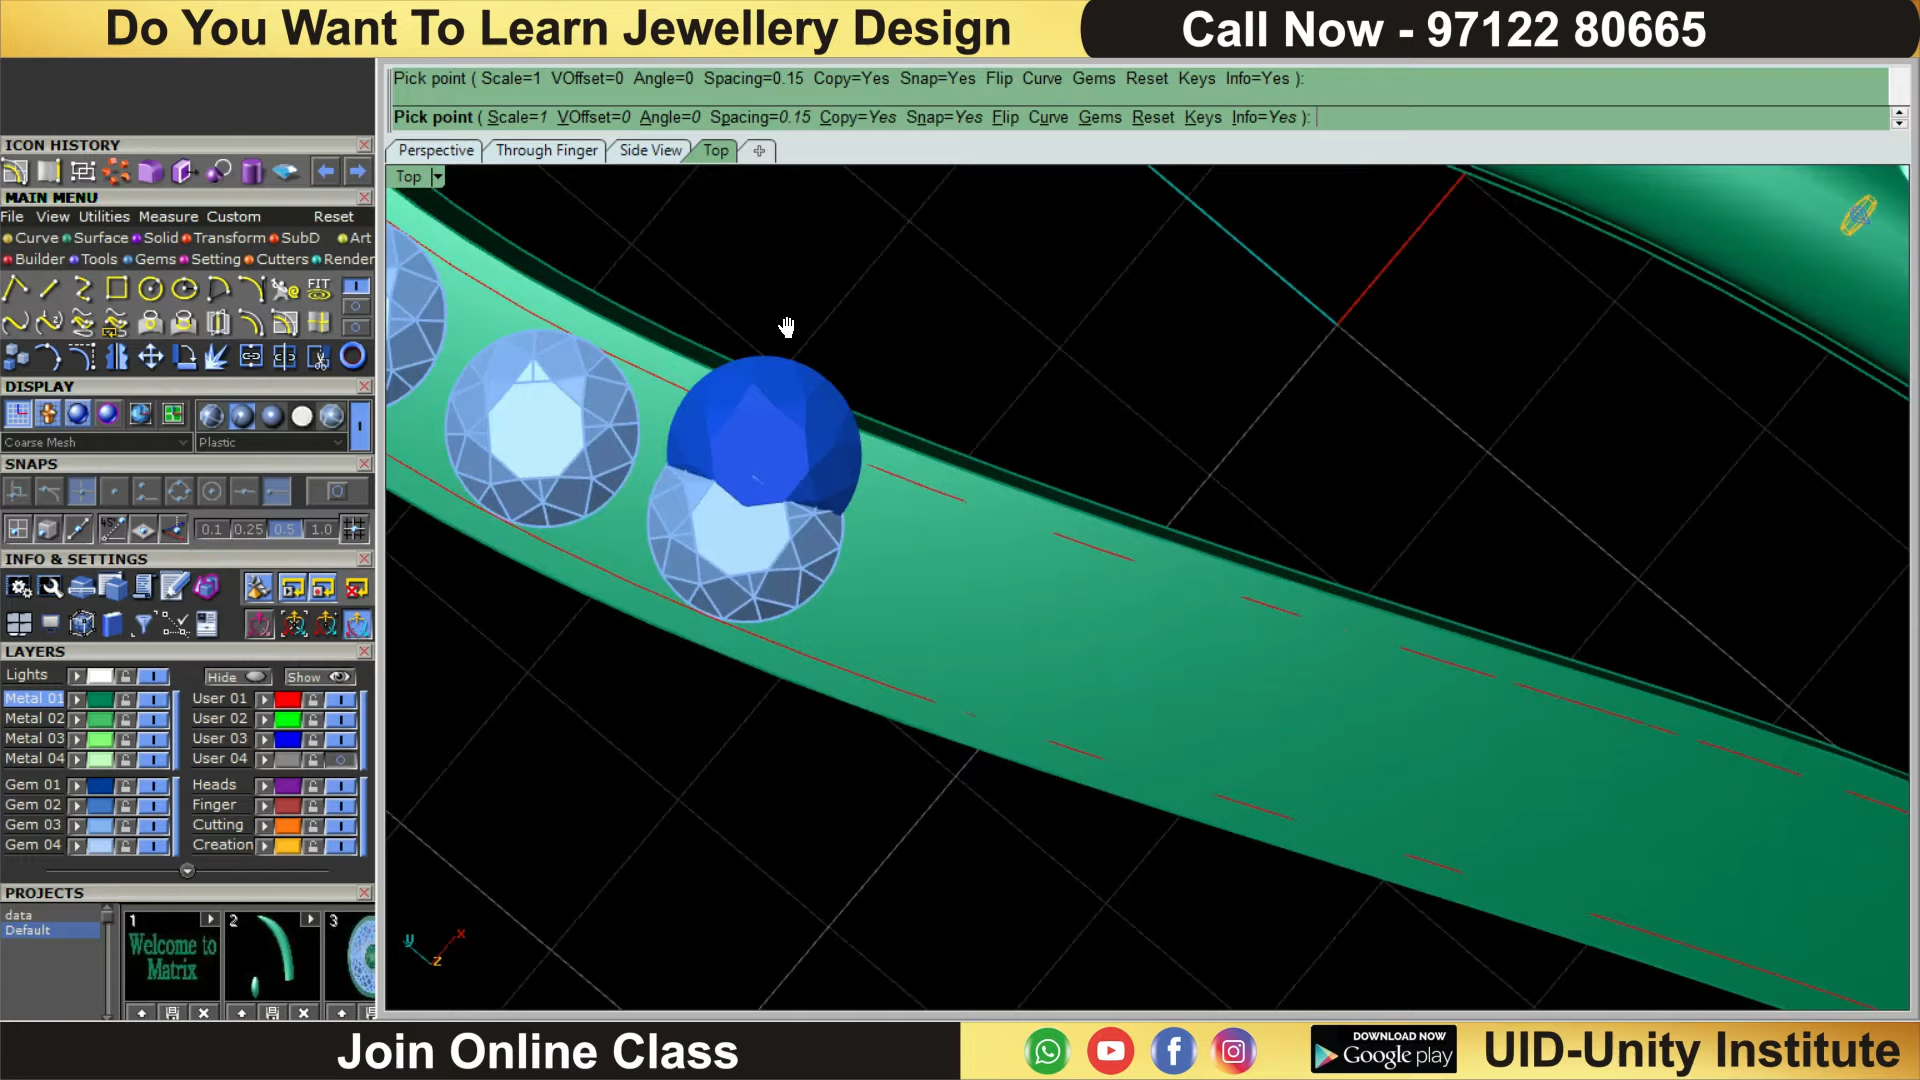 Do You Want To Learn Jewellery Design
Call Now - 97122 80665
Pick point ( Scale=1 VOffset=0 Angle=0 Spacing=0.15 Copy=Yes Snap=Yes Flip Curve Gems Reset Keys Info=Yes ):
Pick point ( Scale=1 VOffset=0 Angle=0 Spacing=0.15 Copy=Yes Snap=Yes Flip Curve Gems Reset Keys Info=Yes ):
Perspective Through Finger Side View Top
Top
ICON HISTORY
MAIN MENU
File View Utilities Measure Custom Reset
Curve Surface Solid Transform SubD Art
Builder Tools Gems Setting Cutters Render
FIT
DISPLAY
Coarse Mesh Plastic
SNAPS
45°
0.1 0.25 0.5 1.0
INFO & SETTINGS
LAYERS
Lights Hide Show
Metal 01 User 01
Metal 02 User 02
Metal 03 User 03
Metal 04 User 04
Gem 01 Heads
Gem 02 Finger
Gem 03 Cutting
Gem 04 Creation
PROJECTS
data
Default
1 2 3
Welcome to
Matrix
y x
z
Join Online Class
DOWNLOAD NOW
Google play
UID-Unity Institute